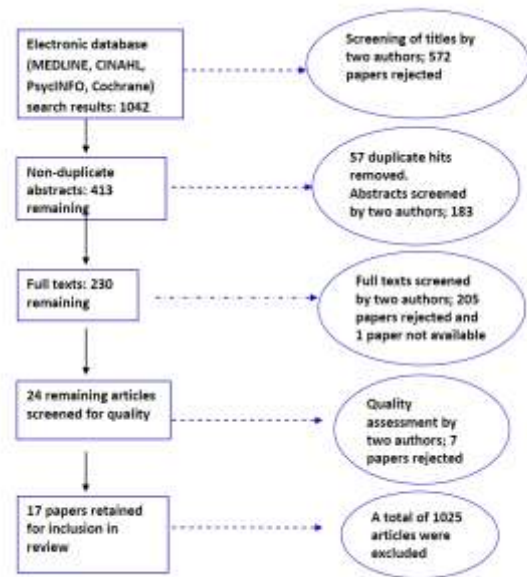 Electronic database
(MEDLINE, CINAHL,
PsycINFO, Cochrane)
search results: 1042
Screening of titles by
two authors; 572
papers rejected
Non-duplicate
abstracts: 413
remaining
57 duplicate hits
removed.
Abstracts screened
by two authors; 183
Full texts: 230
remaining
Full texts screened
by two authors; 205
papers rejected and
1 paper not available
24 remaining articles
screened for quality
Quality
assessment by
two authors; 7
papers rejected
17 papers retained
for inclusion in
review
A total of 1025
articles were
excluded